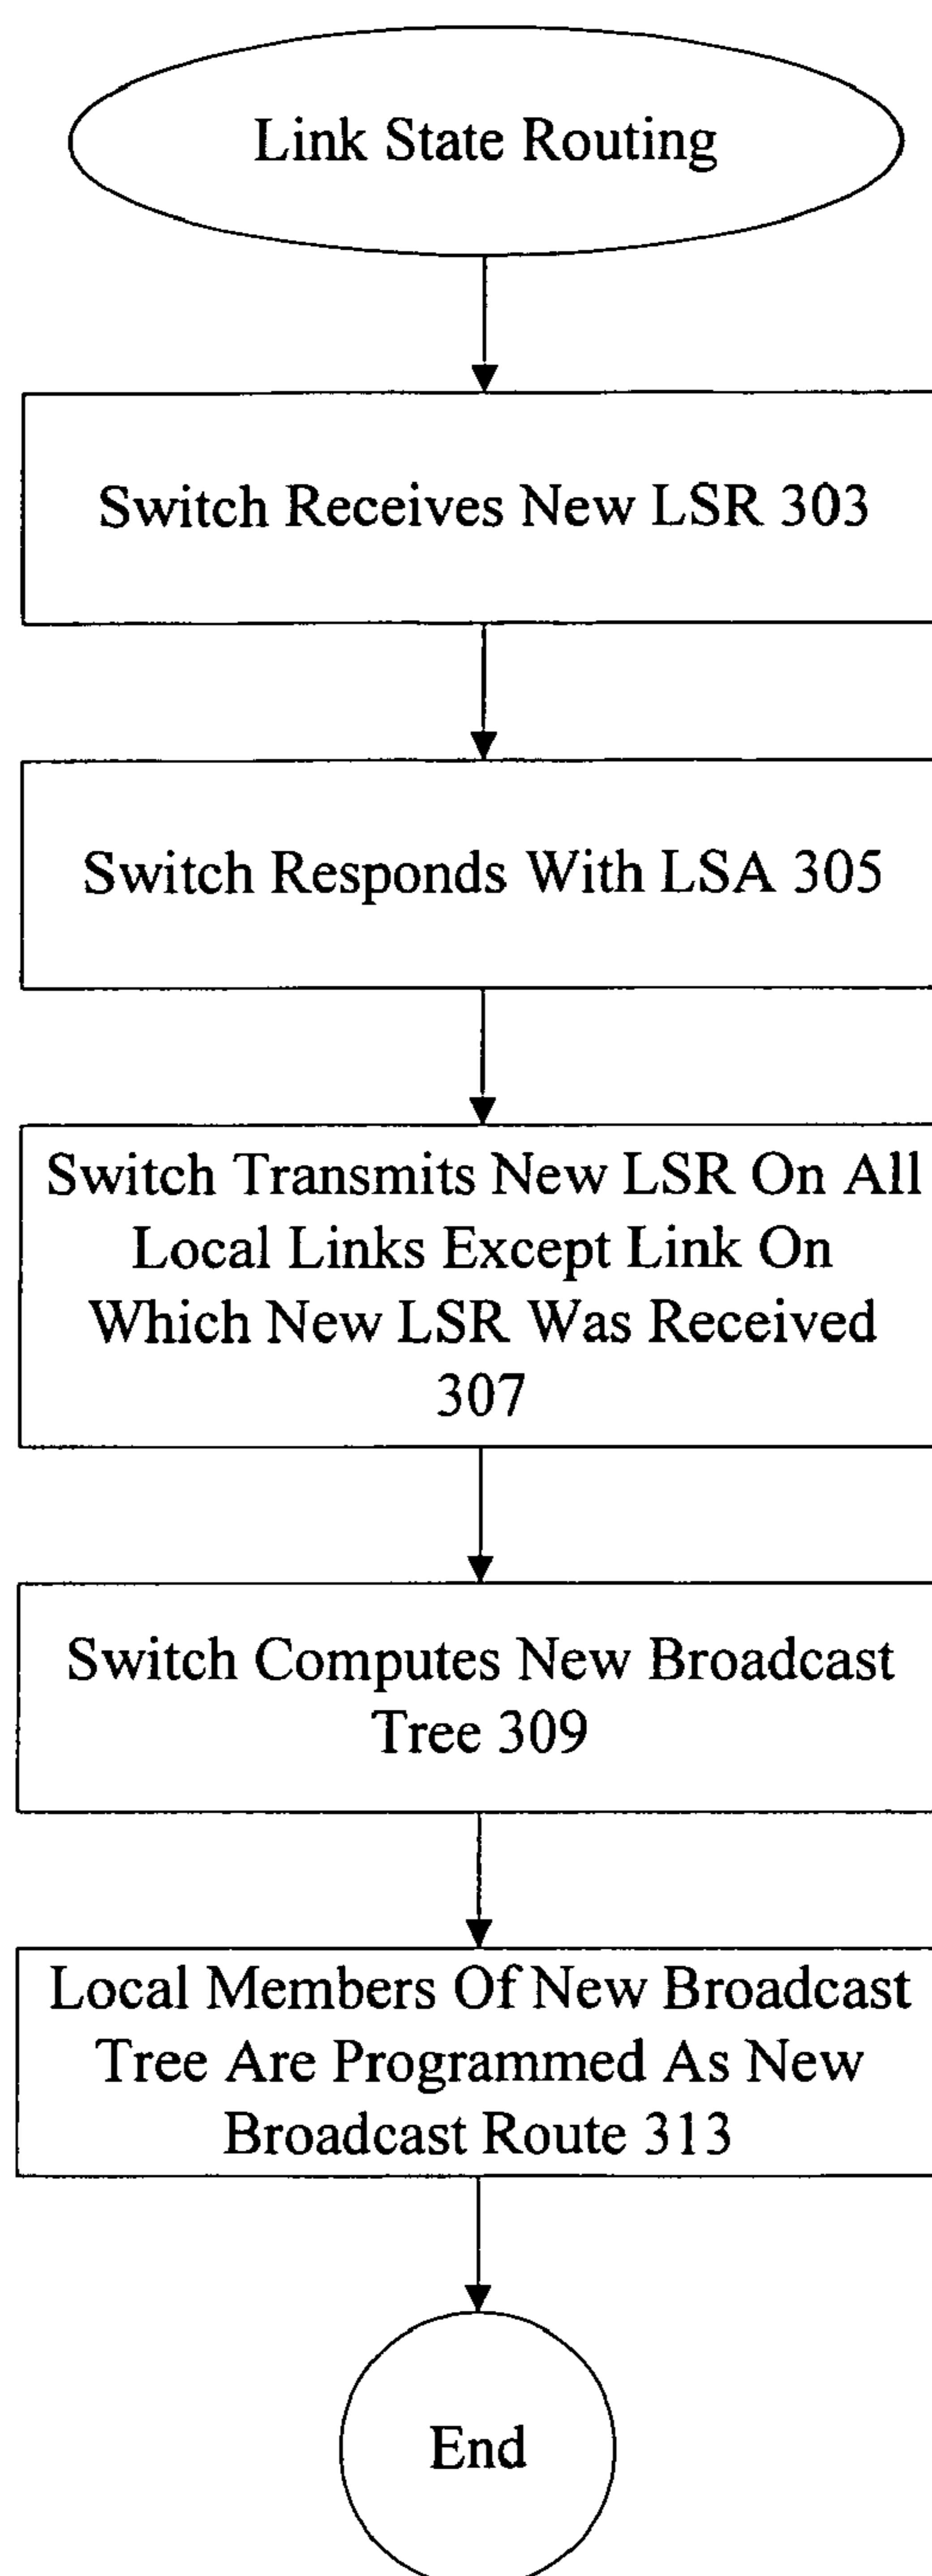 Link State Routing
Switch Receives New LSR 303
Switch Responds With LSA 305
Switch Transmits New LSR On All
Local Links Except Link On
Which New LSR Was Received
307
Switch Computes New Broadcast
Tree 309
Local Members Of New Broadcast
Tree Are Programmed As New
Broadcast Route 313
End